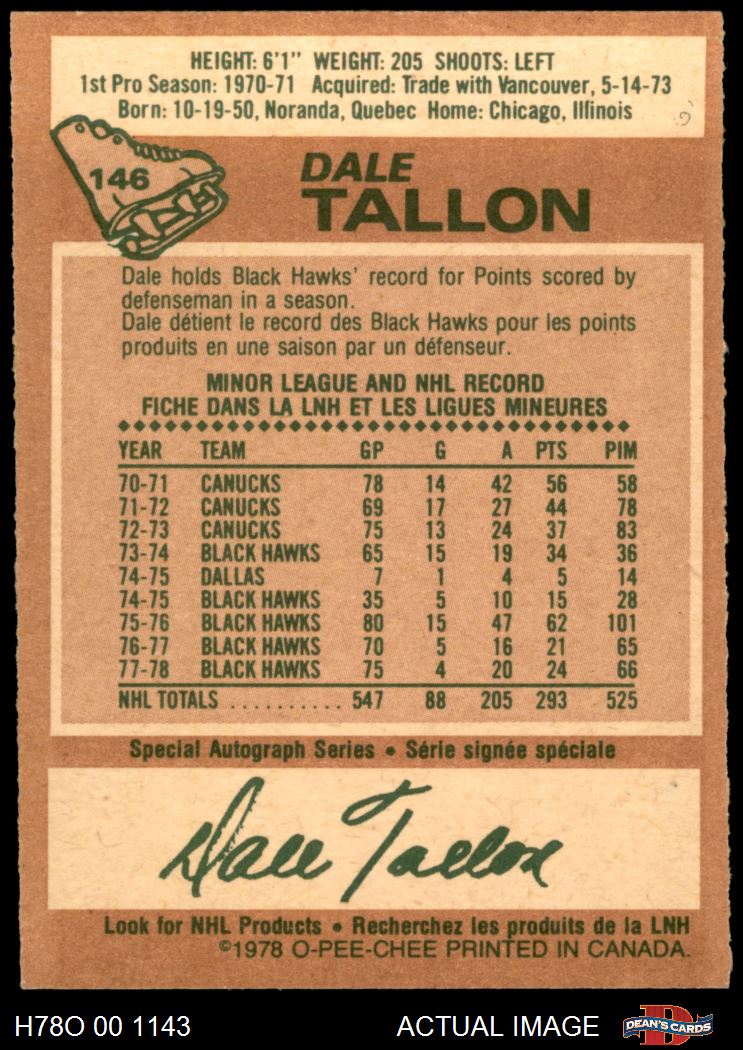 HEIGHT: 6'1" WEIGHT: 205 SHOOTS: LEFT
1st Pro Season: 1970-71 Acquired: Trade with Vancouver, 5-14-73
Born: 10-19-50, Noranda, Quebec Home: Chicago, Illinois
146
DALE
TALLON
Dale holds Black Hawks' record for Points scored by
defenseman in a season.
Dale détient le record des Black Hawks pour les points
produits en une saison par un défenseur.
MINOR LEAGUE AND NHL RECORD
FICHE DANS LA LNH ET LES LIGUES MINEURES
YEAR TEAM GP G A PTS PIM
70-71 CANUCKS 78 14 42 56 58
71-72 CANUCKS 69 17 27 44 78
72-73 CANUCKS 75 13 24 37 83
73-74 BLACK HAWKS 65 15 19 34 36
74-75 DALLAS 7 1 4 5 14
74-75 BLACK HAWKS 35 5 10 15 28
75-76 BLACK HAWKS 80 15 47 62 101
76-77 BLACK HAWKS 70 5 16 21 65
77-78 BLACK HAWKS 75 4 20 24 66
NHL TOTALS .......... 547 88 205 293 525
Special Autograph Series • Série signée spéciale
Dale Tallon
Look for NHL Products • Recherchez les produits de la LNH
©1978 O-PEE-CHEE PRINTED IN CANADA.
H78O 00 1143 ACTUAL IMAGE DEAN'S CARDS